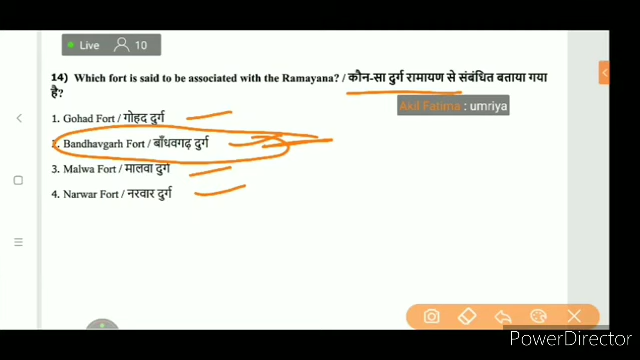 Live 10
14) Which fort is said to be associated with the Ramayana? / कौन-सा दुर्ग रामायण से संबंधित बताया गया
है?
Akil Fatima : umriya
1. Gohad Fort / गोहद दुर्ग
2. Bandhavgarh Fort / बाँधवगढ़ दुर्ग
3. Malwa Fort / मालवा दुर्ग
4. Narwar Fort / नरवार दुर्ग
PowerDirector